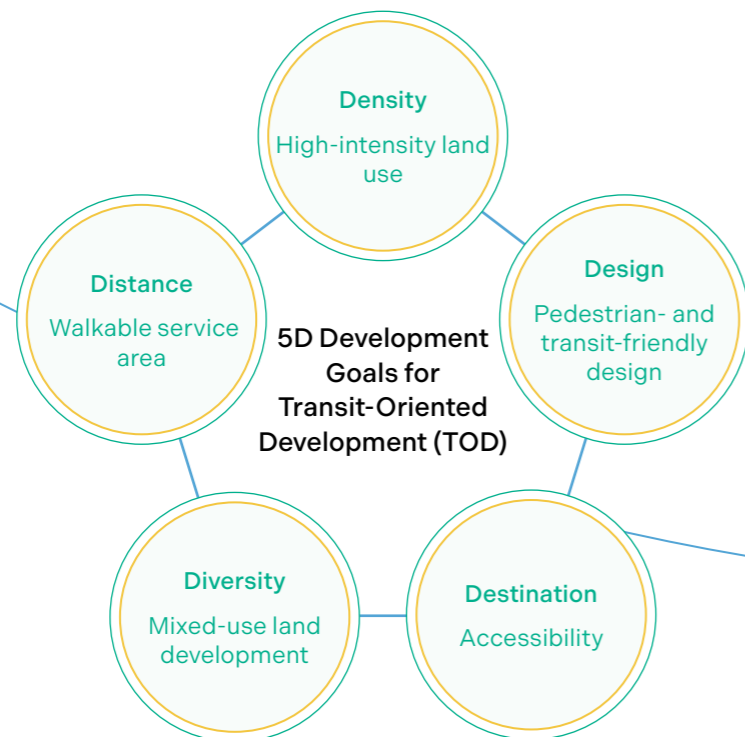 Density
High-intensity land
use
Design
Pedestrian- and
transit-friendly
design
Distance
Walkable service
area
5D Development
Goals for
Transit-Oriented
Development (TOD)
Diversity
Mixed-use land
development
Destination
Accessibility